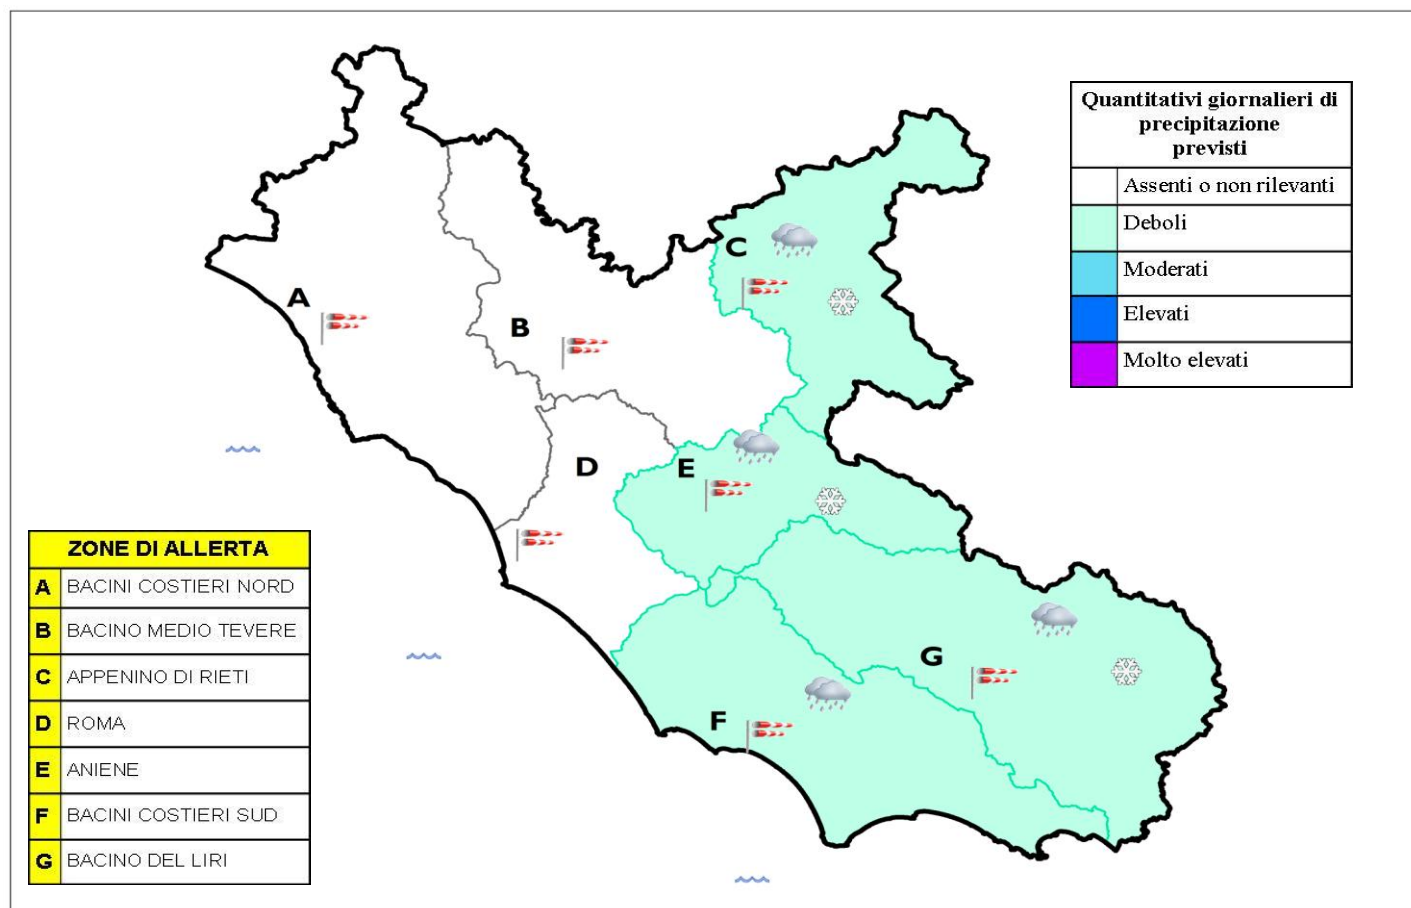 Quantitativi giornalieri di
precipitazione
previsti
Assenti o non rilevanti
Deboli
Moderati
Elevati
Molto elevati
C
A
B
D
E
G
F
ZONE DI ALLERTA
A BACINI COSTIERI NORD
B BACINO MEDIO TEVERE
C APPENINO DI RIETI
D ROMA
E ANIENE
F BACINI COSTIERI SUD
G BACINO DEL LIRI